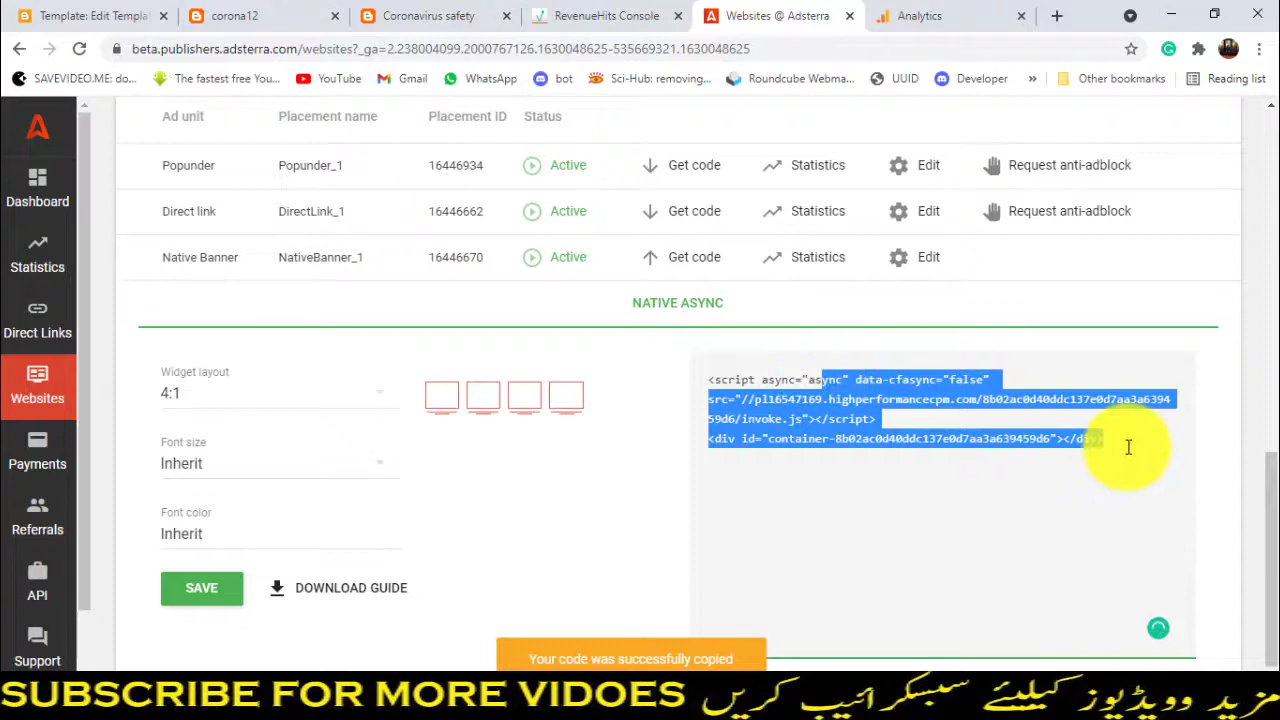 Template: Edit Templa
corona12
Coronavirus safety
RevenueHits Console
Websites @ Adsterra
Analytics
beta.publishers.adsterra.com/websites?_ga=2.238004099.2000767126.1630048625-535669321.1630048625
SAVEVIDEO.ME: do...
The fastest free You...
YouTube
Gmail
WhatsApp
bot
Sci-Hub: removing...
Roundcube Webma...
UUID
Developer
»
Other bookmarks
Reading list
Dashboard
Statistics
Direct Links
Websites
Payments
Referrals
API
Support
Ad unit Placement name Placement ID Status
Popunder Popunder_1 16446934 Active Get code Statistics Edit Request anti-adblock
Direct link DirectLink_1 16446662 Active Get code Statistics Edit Request anti-adblock
Native Banner NativeBanner_1 16446670 Active Get code Statistics Edit
NATIVE ASYNC
Widget layout
4:1
Font size
Inherit
Font color
Inherit
SAVE
DOWNLOAD GUIDE
<script async="async" data-cfasync="false"
src="//pl16547169.highperformancecpm.com/8b02ac0d40ddc137e0d7aa3a6394
59d6/invoke.js"></script>
<div id="container-8b02ac0d40ddc137e0d7aa3a639459d6"></div>
Your code was successfully copied
SUBSCRIBE FOR MORE VIDOES مزید وویڈیوز کیلیئے سبسکرائیب کریں